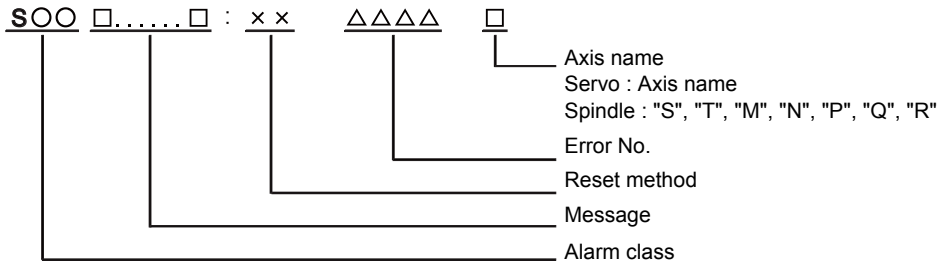 S○○ □......□ : ×× △△△△ □
Axis name
Servo : Axis name
Spindle : "S", "T", "M", "N", "P", "Q", "R"
Error No.
Reset method
Message
Alarm class